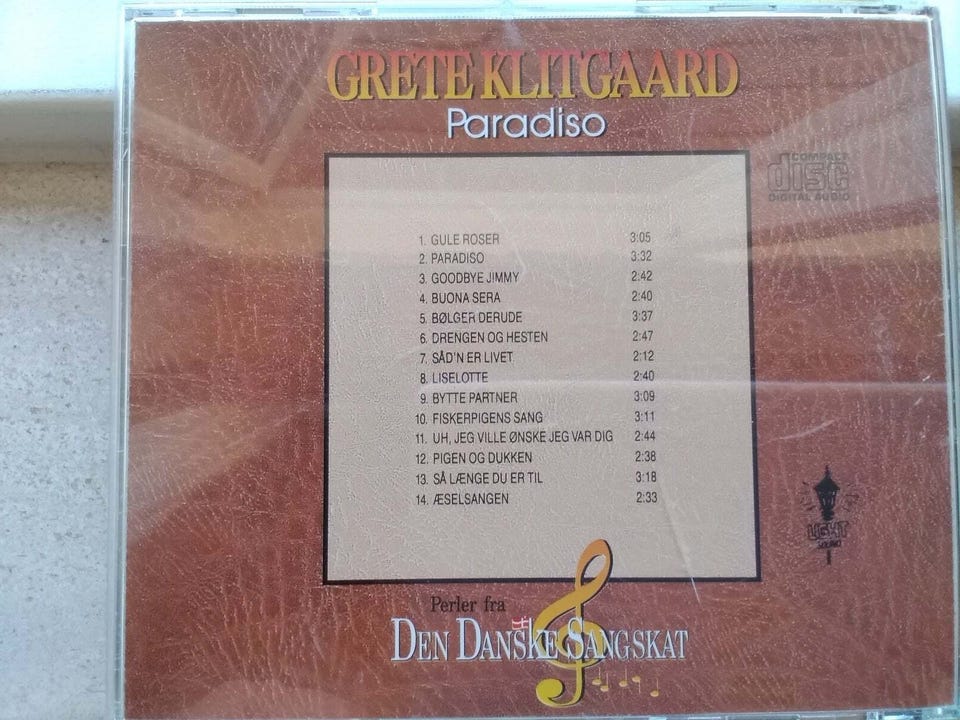 GRETE KLITGAARD
Paradiso
COMPACT
disc
DIGITAL AUDIO
1. GULE ROSER 3:05
2. PARADISO 3:32
3. GOODBYE JIMMY 2:42
4. BUONA SERA 2:40
5. BØLGER DERUDE 3:37
6. DRENGEN OG HESTEN 2:47
7. SÅD'N ER LIVET 2:12
8. LISELOTTE 2:40
9. BYTTE PARTNER 3:09
10. FISKERPIGENS SANG 3:11
11. UH, JEG VILLE ØNSKE JEG VAR DIG 2:44
12. PIGEN OG DUKKEN 2:38
13. SÅ LÆNGE DU ER TIL 3:18
14. ÆSELSANGEN 2:33
LIGHT
SOUND
Perler fra
DEN DANSKE SANGSKAT